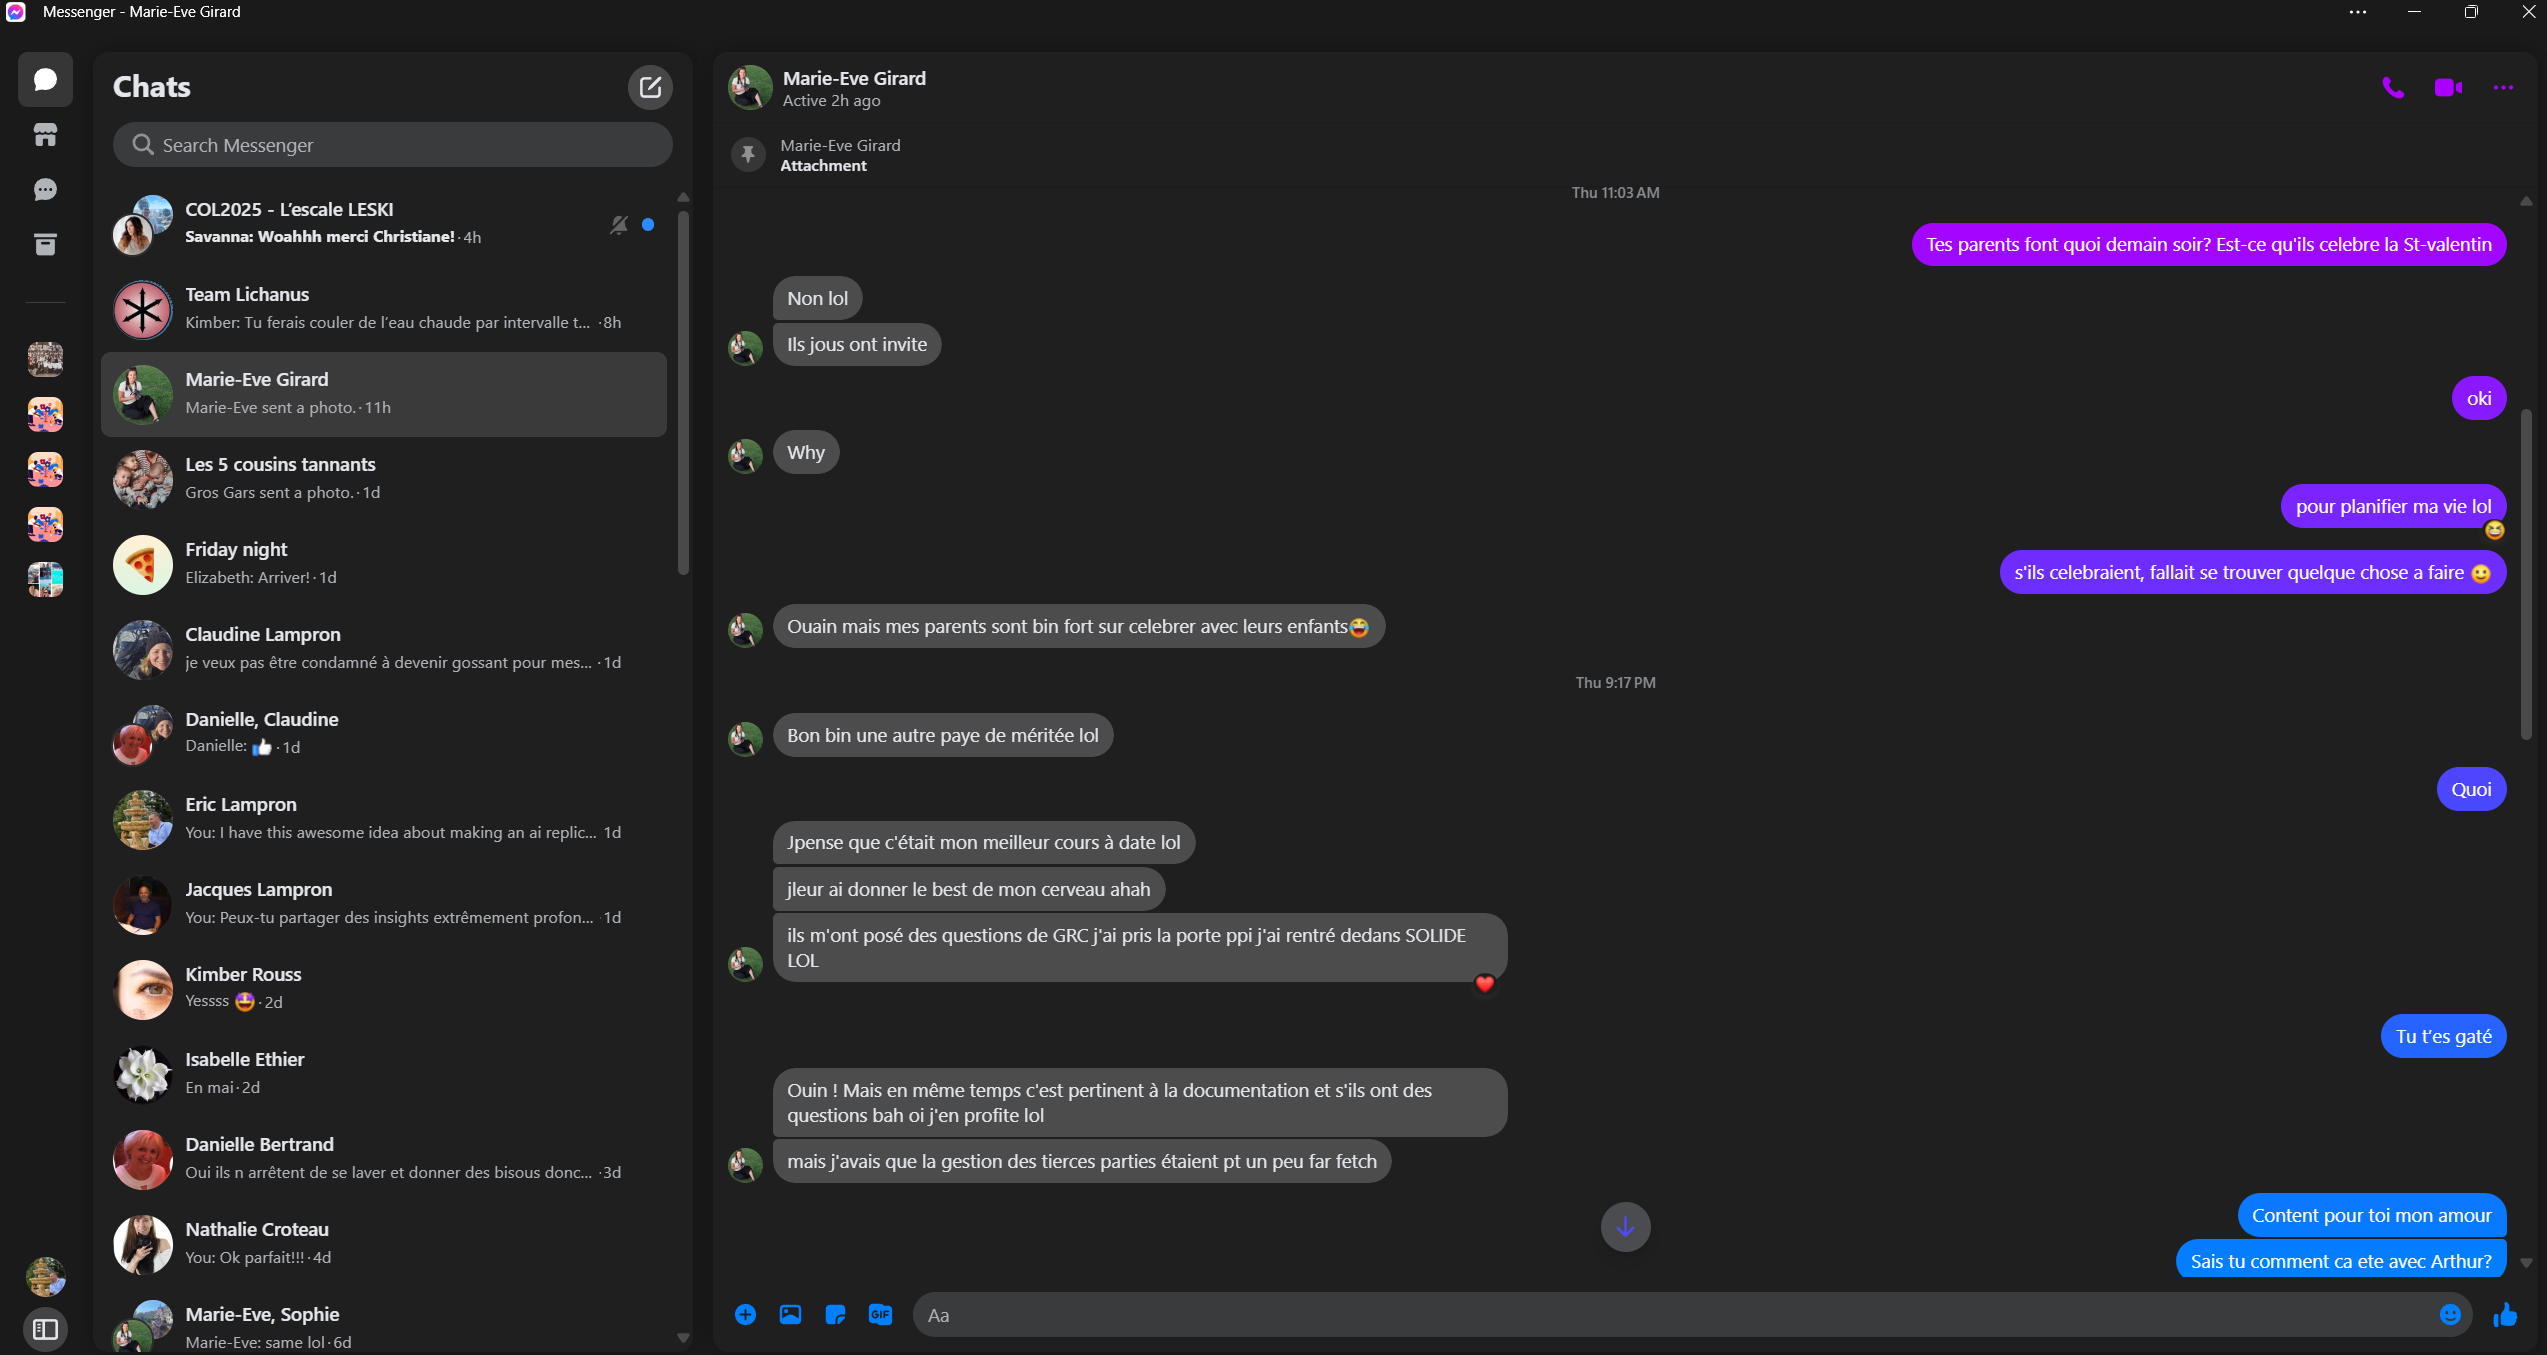 Messenger - Marie-Eve Girard
Chats
Search Messenger
COL2025 - L'escale LESKI
Savanna: Woahhh merci Christiane! · 4h
Team Lichanus
Kimber: Tu ferais couler de l'eau chaude par intervalle t... · 8h
Marie-Eve Girard
Marie-Eve sent a photo. · 11h
Les 5 cousins tannants
Gros Gars sent a photo. · 1d
Friday night
Elizabeth: Arriver! · 1d
Claudine Lampron
je veux pas être condamné à devenir gossant pour mes... · 1d
Danielle, Claudine
Danielle: 👍 · 1d
Eric Lampron
You: I have this awesome idea about making an ai replic... 1d
Jacques Lampron
You: Peux-tu partager des insights extrêmement profon... 1d
Kimber Rouss
Yessss 🤩 · 2d
Isabelle Ethier
En mai · 2d
Danielle Bertrand
Oui ils n arrêtent de se laver et donner des bisous donc... · 3d
Nathalie Croteau
You: Ok parfait!!! · 4d
Marie-Eve, Sophie
Marie-Eve: same lol · 6d
Marie-Eve Girard
Active 2h ago
Marie-Eve Girard
Attachment
Thu 11:03 AM
Tes parents font quoi demain soir? Est-ce qu'ils celebre la St-valentin
Non lol
Ils jous ont invite
oki
Why
pour planifier ma vie lol
😆
s'ils celebraient, fallait se trouver quelque chose a faire 🙂
Ouain mais mes parents sont bin fort sur celebrer avec leurs enfants😂
Thu 9:17 PM
Bon bin une autre paye de méritée lol
Quoi
Jpense que c'était mon meilleur cours à date lol
jleur ai donner le best de mon cerveau ahah
ils m'ont posé des questions de GRC j'ai pris la porte ppi j'ai rentré dedans SOLIDE
LOL
❤️
Tu t'es gaté
Ouin ! Mais en même temps c'est pertinent à la documentation et s'ils ont des
questions bah oi j'en profite lol
mais j'avais que la gestion des tierces parties étaient pt un peu far fetch
Content pour toi mon amour
Sais tu comment ca ete avec Arthur?
GIF
Aa